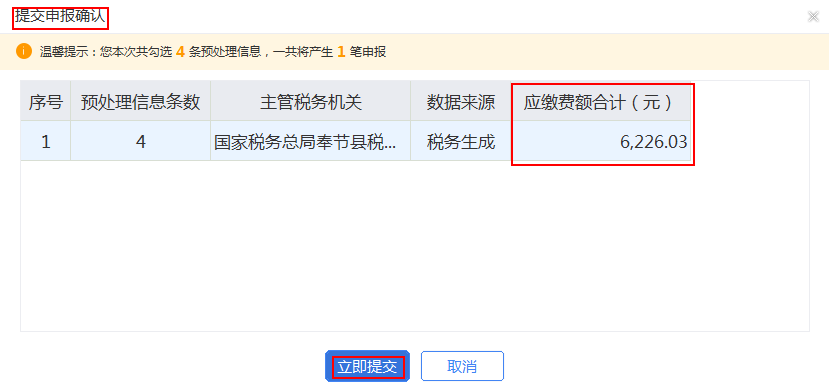 提交申报确认
温馨提示：您本次共勾选 4 条预处理信息，一共将产生 1 笔申报
序号 预处理信息条数 主管税务机关 数据来源 应缴费额合计（元）
1 4 国家税务总局奉节县税... 税务生成 6,226.03
立即提交 取消